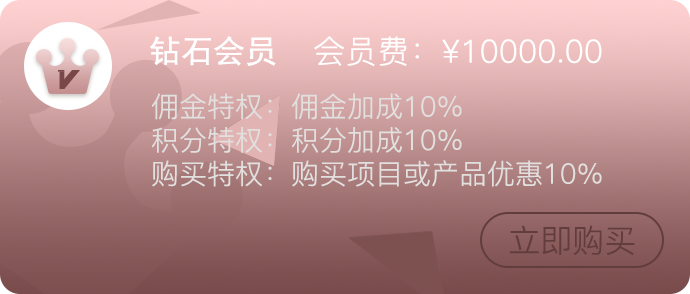 V
钻石会员 会员费：¥10000.00
佣金特权：佣金加成10%
积分特权：积分加成10%
购买特权：购买项目或产品优惠10%
立即购买